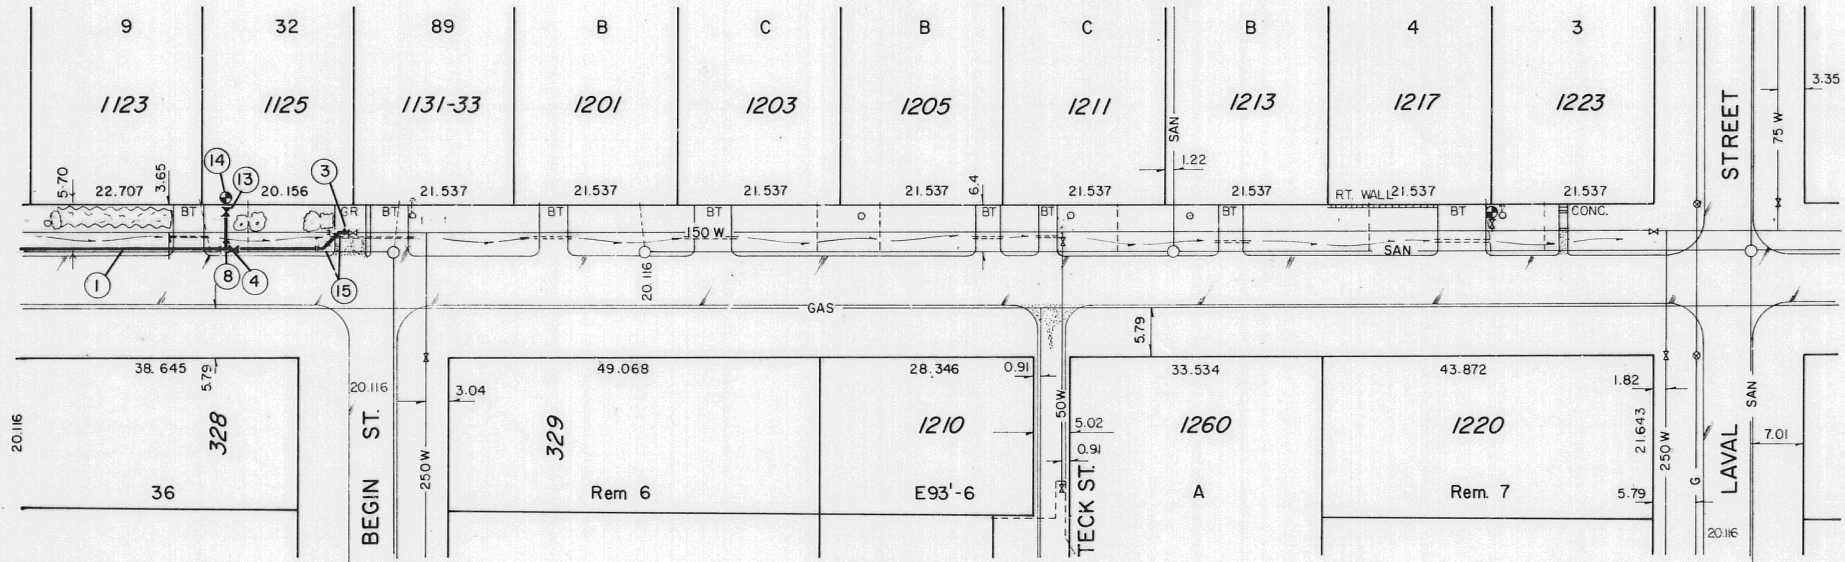 9 32 89 B C B C B 4 3
1123 1125 1131-33 1201 1203 1205 1211 1213 1217 1223
STREET
75 W
3.35
SAN
1.22
14
13
3
5.70
22.707
3.65
20.156
21.537
21.537
21.537
6.4
21.537
21.537
21.537
RT. WALL
21.537
21.537
BT
GR
BT
BT
BT
BT
BT
BT
BT
CONC.
150 W
SAN
1
8
4
15
20.116
GAS
5.79
38.645
5.79
20.116
328
36
20.116
BEGIN ST.
250W
3.04
49.068
329
Rem 6
28.346
0.91
1210
E93'-6
50W
5.02
0.91
TECK ST.
33.534
1260
A
43.872
1220
Rem. 7
1.82
21.643
250W
5.79
G
LAVAL
SAN
7.01
20.116